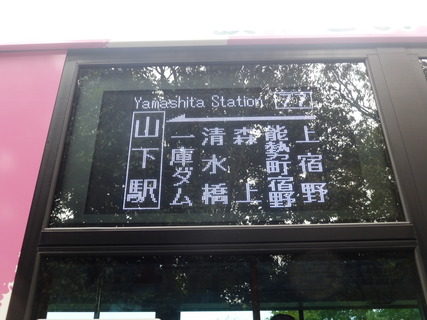 Yamashita Station 77
上宿野
能勢町宿野
森上
清水橋
一庫ダム
山下駅